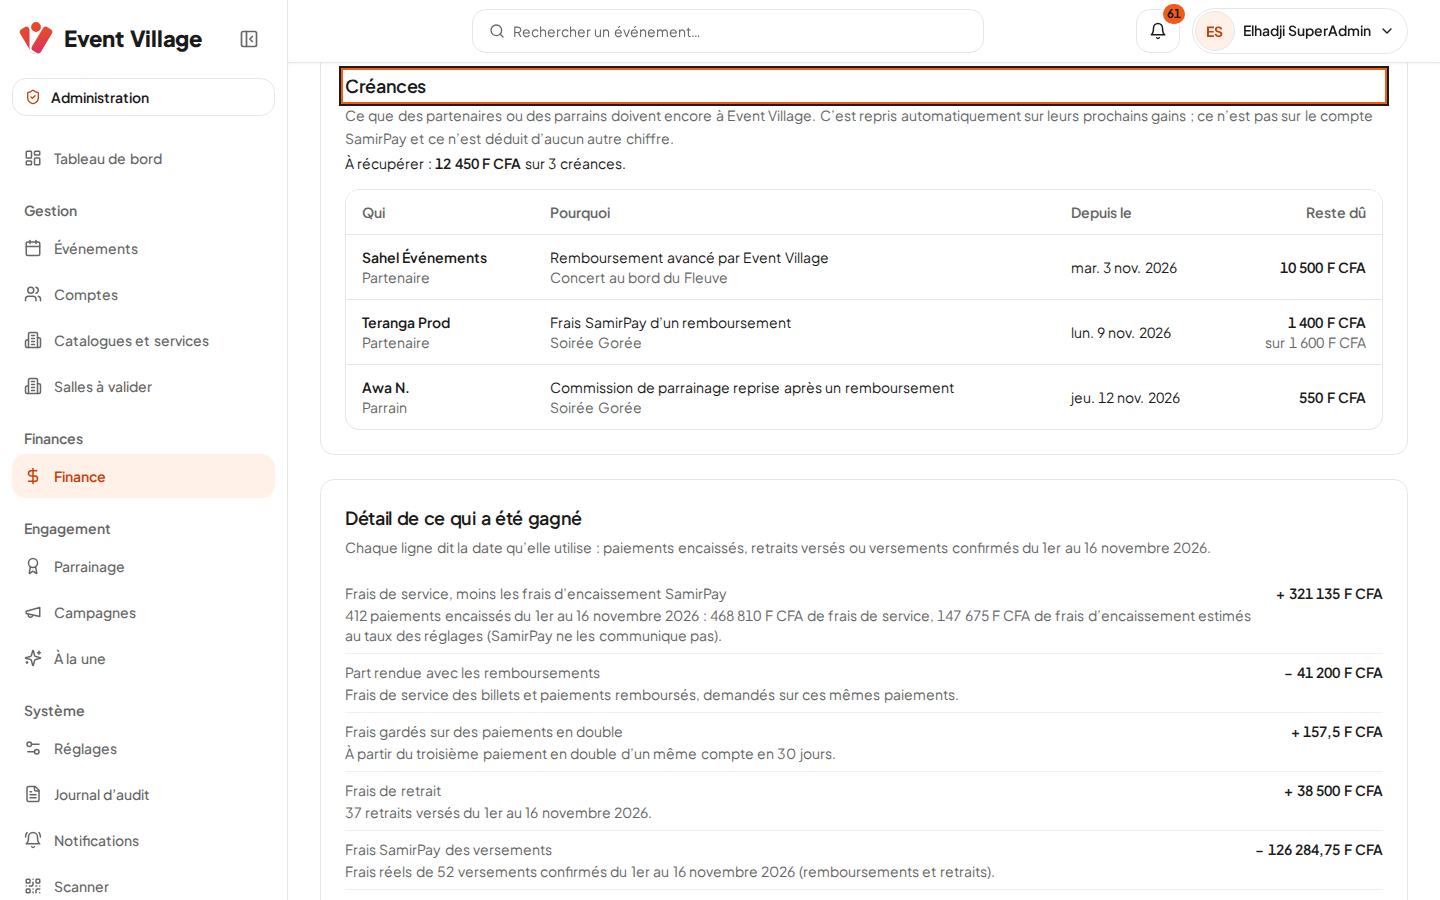 Event Village
Administration
Tableau de bord
Gestion
Événements
Comptes
Catalogues et services
Salles à valider
Finances
Finance
Engagement
Parrainage
Campagnes
À la une
Système
Réglages
Journal d’audit
Notifications
Scanner
Rechercher un événement…
61
ES
Elhadji SuperAdmin
Créances
Ce que des partenaires ou des parrains doivent encore à Event Village. C’est repris automatiquement sur leurs prochains gains ; ce n’est pas sur le compte
SamirPay et ce n’est déduit d’aucun autre chiffre.
À récupérer : 12 450 F CFA sur 3 créances.
Qui Pourquoi Depuis le Reste dû
Sahel Événements Remboursement avancé par Event Village mar. 3 nov. 2026 10 500 F CFA
Partenaire Concert au bord du Fleuve
Teranga Prod Frais SamirPay d’un remboursement lun. 9 nov. 2026 1 400 F CFA
Partenaire Soirée Gorée sur 1 600 F CFA
Awa N. Commission de parrainage reprise après un remboursement jeu. 12 nov. 2026 550 F CFA
Parrain Soirée Gorée
Détail de ce qui a été gagné
Chaque ligne dit la date qu’elle utilise : paiements encaissés, retraits versés ou versements confirmés du 1er au 16 novembre 2026.
Frais de service, moins les frais d’encaissement SamirPay + 321 135 F CFA
412 paiements encaissés du 1er au 16 novembre 2026 : 468 810 F CFA de frais de service, 147 675 F CFA de frais d’encaissement estimés
au taux des réglages (SamirPay ne les communique pas).
Part rendue avec les remboursements − 41 200 F CFA
Frais de service des billets et paiements remboursés, demandés sur ces mêmes paiements.
Frais gardés sur des paiements en double + 157,5 F CFA
À partir du troisième paiement en double d’un même compte en 30 jours.
Frais de retrait + 38 500 F CFA
37 retraits versés du 1er au 16 novembre 2026.
Frais SamirPay des versements − 126 284,75 F CFA
Frais réels de 52 versements confirmés du 1er au 16 novembre 2026 (remboursements et retraits).